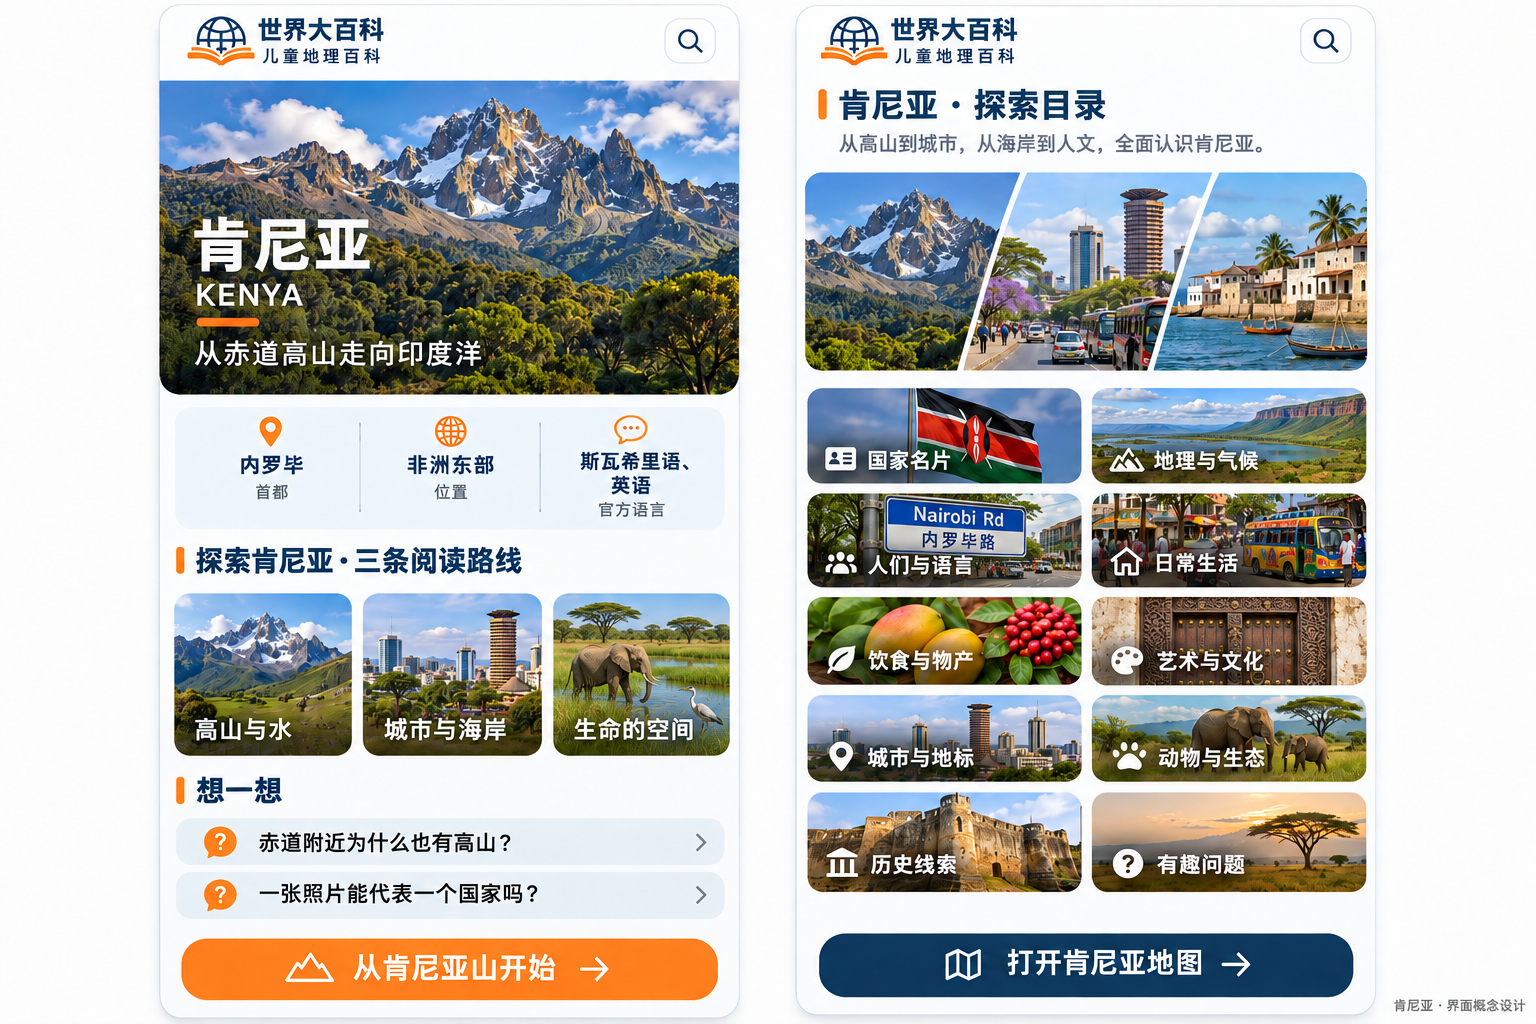 世界大百科
儿童地理百科
肯尼亚
KENYA
从赤道高山走向印度洋
内罗毕
首都
非洲东部
位置
斯瓦希里语、
英语
官方语言
探索肯尼亚·三条阅读路线
高山与水
城市与海岸
生命的空间
想一想
赤道附近为什么也有高山?
一张照片能代表一个国家吗?
从肯尼亚山开始
世界大百科
儿童地理百科
肯尼亚·探索目录
从高山到城市，从海岸到人文，全面认识肯尼亚。
国家名片
地理与气候
Nairobi Rd
内罗毕路
人们与语言
日常生活
饮食与物产
艺术与文化
城市与地标
动物与生态
历史线索
有趣问题
打开肯尼亚地图
肯尼亚·界面概念设计